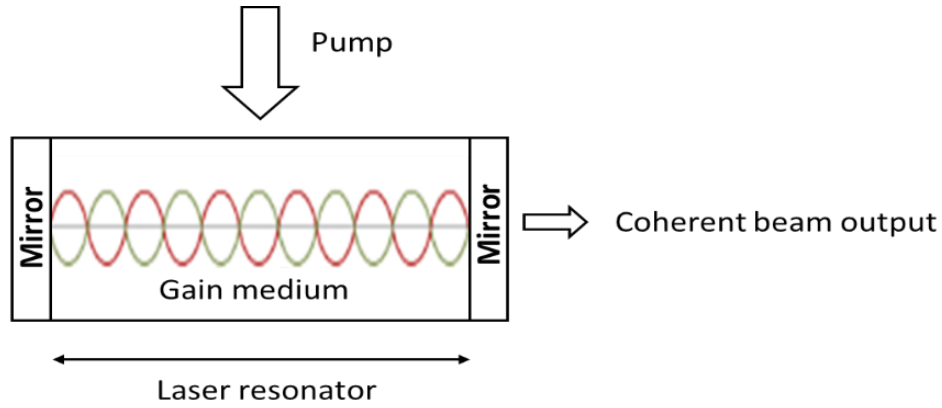 Pump
Mirror
Mirror
Coherent beam output
Gain medium
Laser resonator